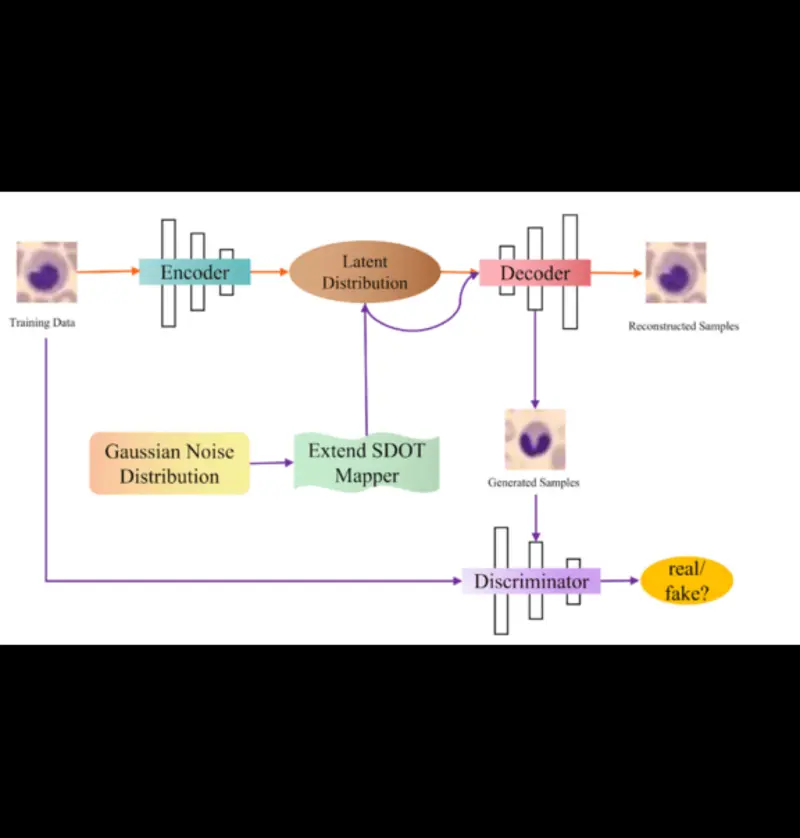 Training Data
Encoder
Latent
Distribution
Decoder
Reconstructed Samples
Gaussian Noise
Distribution
Extend SDOT
Mapper
Generated Samples
Discriminator
real/
fake?